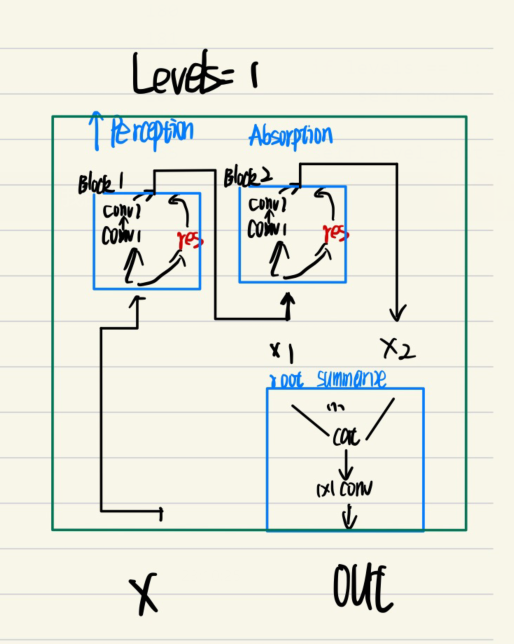 Levels= 1
↑ Perception
Absorption
Block 1
Block 2
conv2
conv1
res
conv2
conv1
res
x1
x2
root summarize
...
cat
1x1 conv
X
out